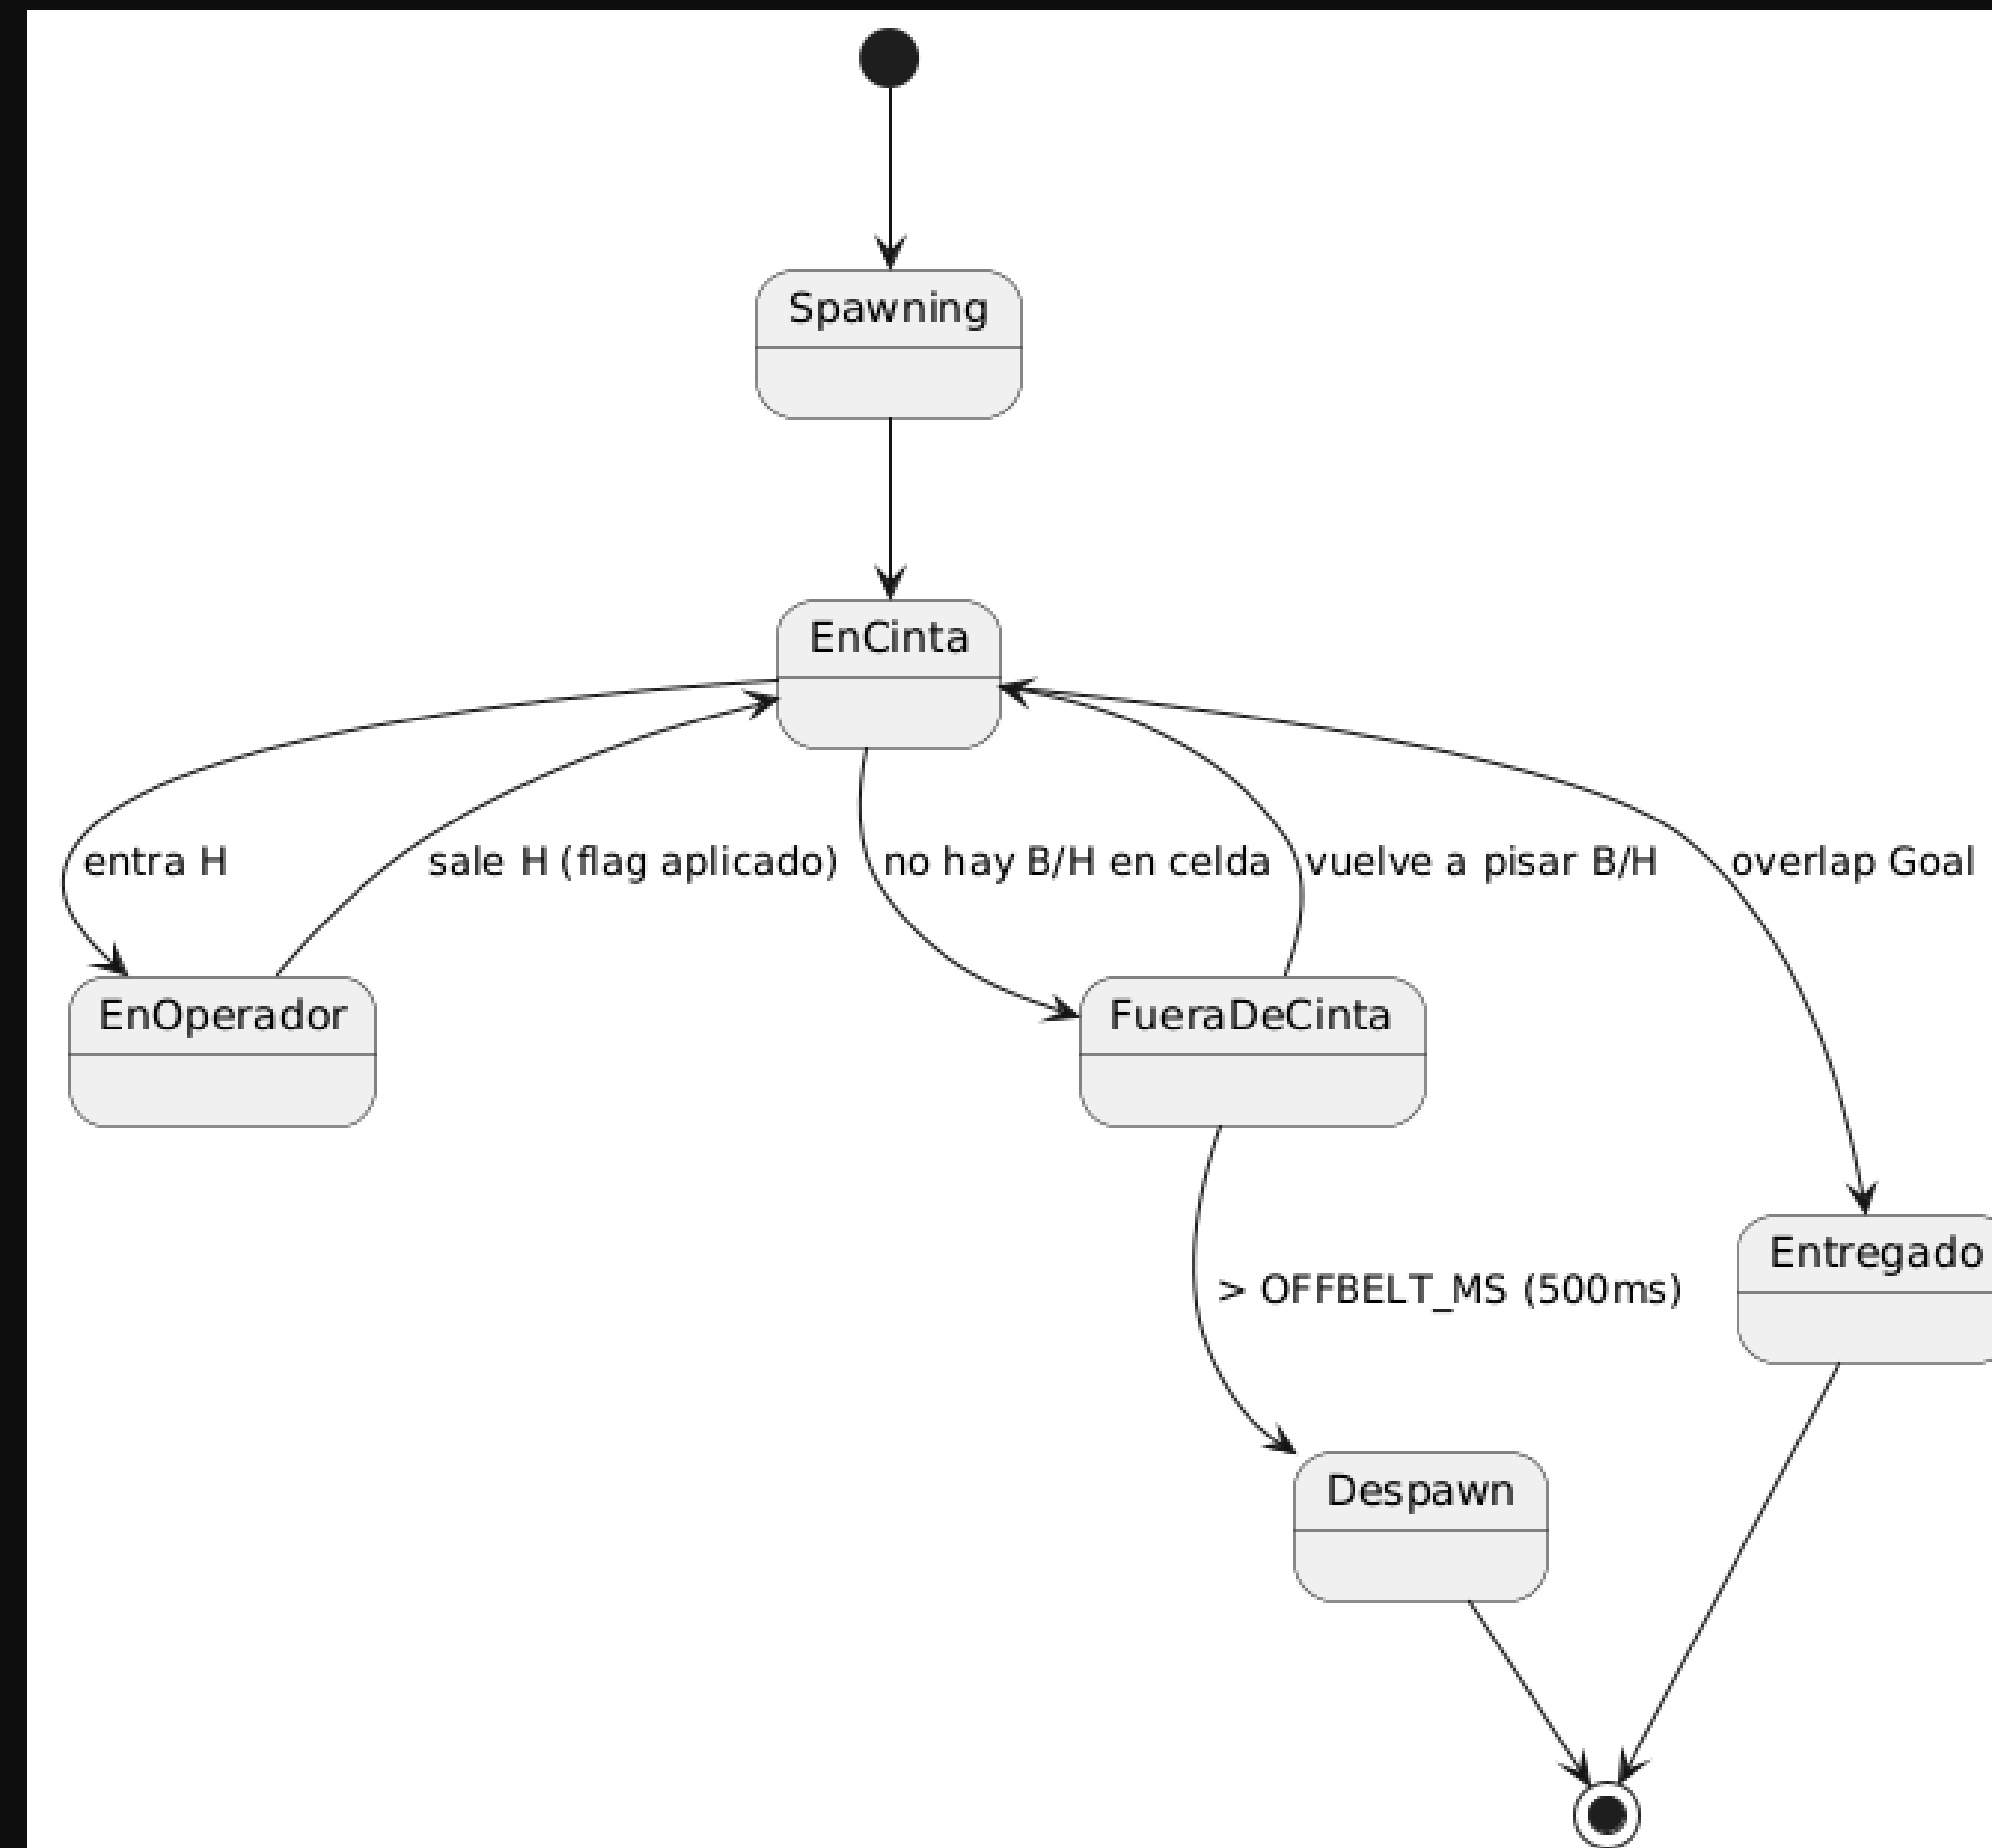 Spawning
EnCinta
entra H
sale H (flag aplicado)
no hay B/H en celda
vuelve a pisar B/H
overlap Goal
EnOperador
FueraDeCinta
Entregado
> OFFBELT_MS (500ms)
Despawn